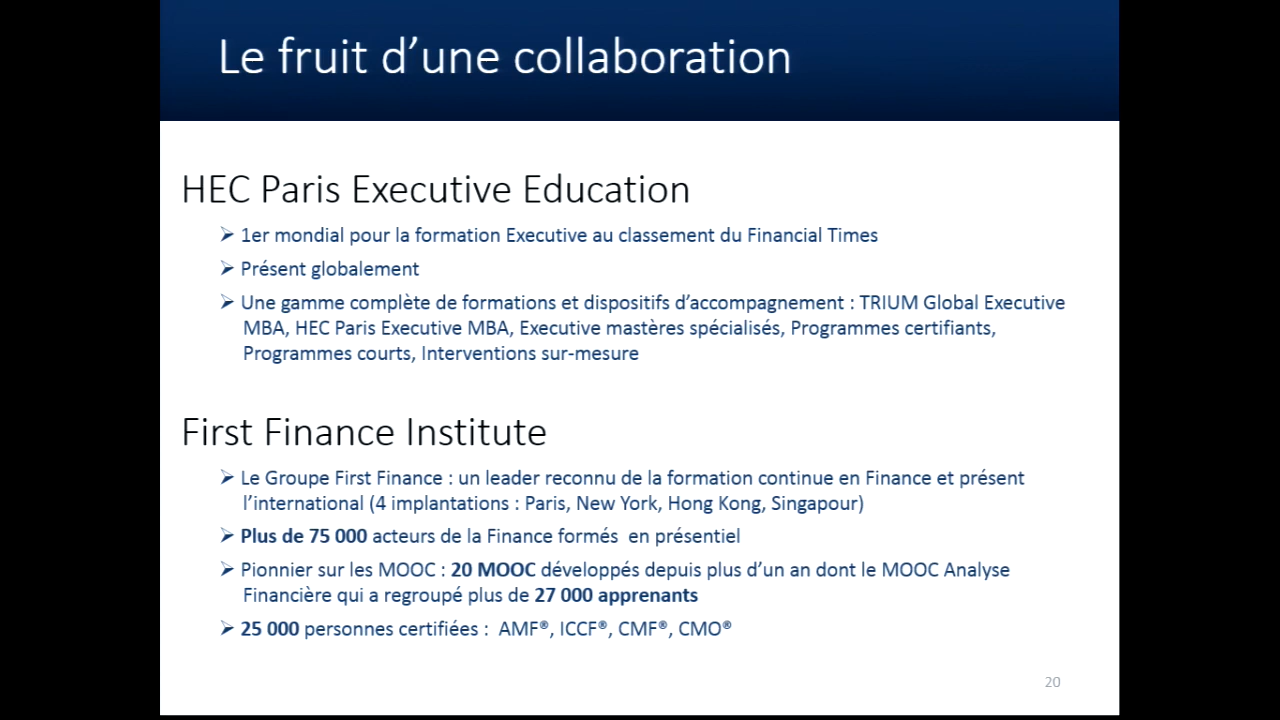 Le fruit d’une collaboration
HEC Paris Executive Education
➢ 1er mondial pour la formation Executive au classement du Financial Times
➢ Présent globalement
➢ Une gamme complète de formations et dispositifs d’accompagnement : TRIUM Global Executive
MBA, HEC Paris Executive MBA, Executive mastères spécialisés, Programmes certifiants,
Programmes courts, Interventions sur-mesure
First Finance Institute
➢ Le Groupe First Finance : un leader reconnu de la formation continue en Finance et présent
l’international (4 implantations : Paris, New York, Hong Kong, Singapour)
➢ Plus de 75 000 acteurs de la Finance formés  en présentiel
➢ Pionnier sur les MOOC : 20 MOOC développés depuis plus d’un an dont le MOOC Analyse
Financière qui a regroupé plus de 27 000 apprenants
➢ 25 000 personnes certifiées :  AMF®, ICCF®, CMF®, CMO®
20